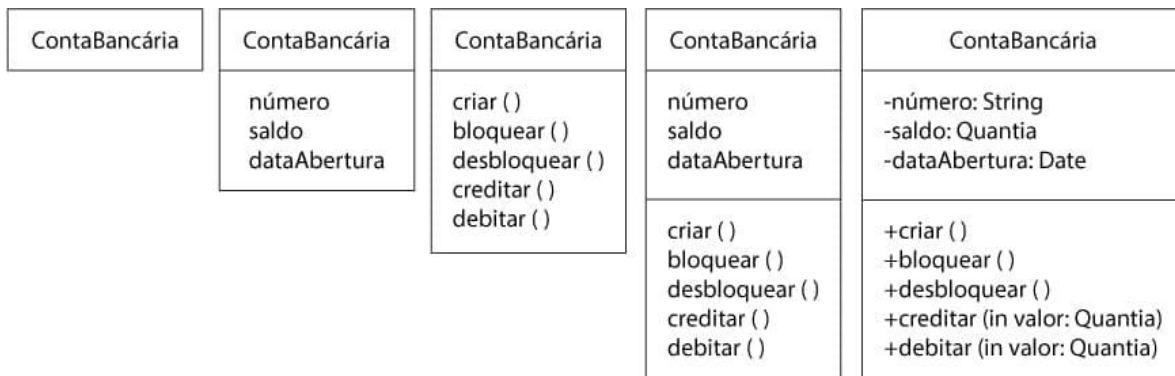 ContaBancária
ContaBancária
número
saldo
dataAbertura
ContaBancária
criar ( )
bloquear ( )
desbloquear ( )
creditar ( )
debitar ( )
ContaBancária
número
saldo
dataAbertura
criar ( )
bloquear ( )
desbloquear ( )
creditar ( )
debitar ( )
ContaBancária
-número: String
-saldo: Quantia
-dataAbertura: Date
+criar ( )
+bloquear ( )
+desbloquear ( )
+creditar (in valor: Quantia)
+debitar (in valor: Quantia)